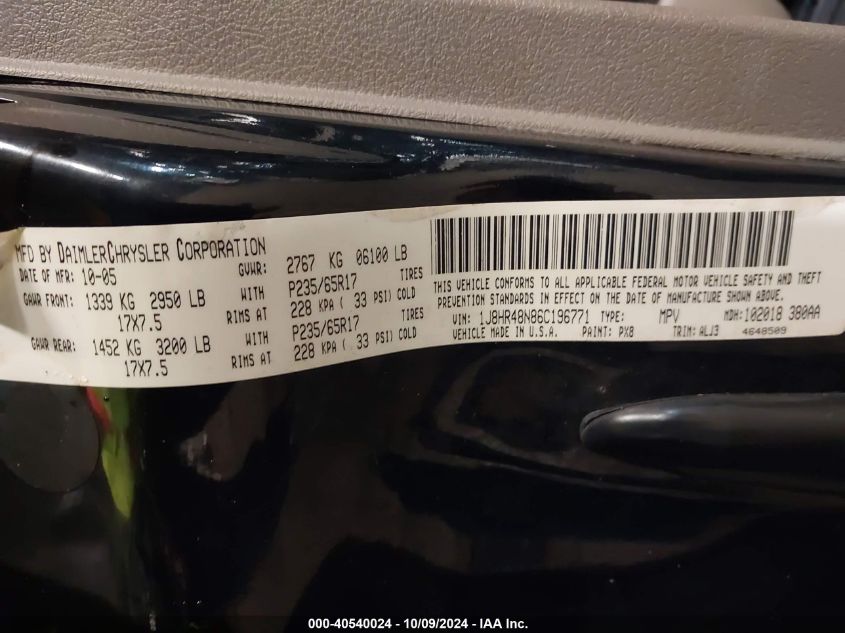 MFD BY DAIMLERCHRYSLER CORPORATION
DATE OF MFR: 10-05 GVWR: 2767 KG 06100 LB
GAWR FRONT: 1339 KG 2950 LB WITH P235/65R17 TIRES
17X7.5 RIMS AT 228 KPA ( 33 PSI) COLD
GAWR REAR: 1452 KG 3200 LB WITH P235/65R17 TIRES
17X7.5 RIMS AT 228 KPA ( 33 PSI) COLD
THIS VEHICLE CONFORMS TO ALL APPLICABLE FEDERAL MOTOR VEHICLE SAFETY AND THEFT
PREVENTION STANDARDS IN EFFECT ON THE DATE OF MANUFACTURE SHOWN ABOVE.
VIN: 1J8HR48N86C196771 TYPE: MPV MDH: 102018 380AA
VEHICLE MADE IN U.S.A. PAINT: PX8 TRIM: ALJ3 4648509
000-40540024 - 10/09/2024 - IAA Inc.